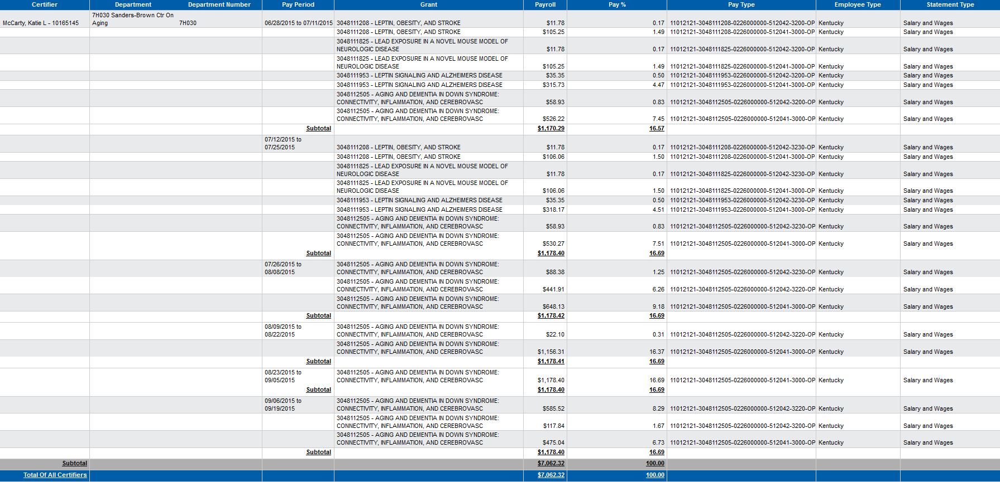 Certifier Department Department Number Pay Period Grant Payroll Pay % Pay Type Employee Type Statement Type
7H030 Sanders-Brown Ctr On
McCarty, Katie L - 10165145 Aging 7H030 06/28/2015 to 07/11/2015 3048111208 - LEPTIN, OBESITY, AND STROKE $11.78 0.17 11012121-3048111208-0226000000-512042-3200-OP Kentucky Salary and Wages
3048111208 - LEPTIN, OBESITY, AND STROKE $105.25 1.49 11012121-3048111208-0226000000-512041-3000-OP Kentucky Salary and Wages
3048111825 - LEAD EXPOSURE IN A NOVEL MOUSE MODEL OF
NEUROLOGIC DISEASE $11.78 0.17 11012121-3048111825-0226000000-512042-3200-OP Kentucky Salary and Wages
3048111825 - LEAD EXPOSURE IN A NOVEL MOUSE MODEL OF
NEUROLOGIC DISEASE $105.25 1.49 11012121-3048111825-0226000000-512041-3000-OP Kentucky Salary and Wages
3048111953 - LEPTIN SIGNALING AND ALZHEIMERS DISEASE $35.35 0.50 11012121-3048111953-0226000000-512042-3200-OP Kentucky Salary and Wages
3048111953 - LEPTIN SIGNALING AND ALZHEIMERS DISEASE $315.73 4.47 11012121-3048111953-0226000000-512041-3000-OP Kentucky Salary and Wages
3048112505 - AGING AND DEMENTIA IN DOWN SYNDROME:
CONNECTIVITY, INFLAMMATION, AND CEREBROVASC $58.93 0.83 11012121-3048112505-0226000000-512042-3200-OP Kentucky Salary and Wages
3048112505 - AGING AND DEMENTIA IN DOWN SYNDROME:
CONNECTIVITY, INFLAMMATION, AND CEREBROVASC $526.22 7.45 11012121-3048112505-0226000000-512041-3000-OP Kentucky Salary and Wages
Subtotal $1,170.29 16.57
07/12/2015 to
07/25/2015 3048111208 - LEPTIN, OBESITY, AND STROKE $11.78 0.17 11012121-3048111208-0226000000-512042-3230-OP Kentucky Salary and Wages
3048111208 - LEPTIN, OBESITY, AND STROKE $106.06 1.50 11012121-3048111208-0226000000-512041-3000-OP Kentucky Salary and Wages
3048111825 - LEAD EXPOSURE IN A NOVEL MOUSE MODEL OF
NEUROLOGIC DISEASE $11.78 0.17 11012121-3048111825-0226000000-512042-3230-OP Kentucky Salary and Wages
3048111825 - LEAD EXPOSURE IN A NOVEL MOUSE MODEL OF
NEUROLOGIC DISEASE $106.06 1.50 11012121-3048111825-0226000000-512041-3000-OP Kentucky Salary and Wages
3048111953 - LEPTIN SIGNALING AND ALZHEIMERS DISEASE $35.35 0.50 11012121-3048111953-0226000000-512042-3230-OP Kentucky Salary and Wages
3048111953 - LEPTIN SIGNALING AND ALZHEIMERS DISEASE $318.17 4.51 11012121-3048111953-0226000000-512041-3000-OP Kentucky Salary and Wages
3048112505 - AGING AND DEMENTIA IN DOWN SYNDROME:
CONNECTIVITY, INFLAMMATION, AND CEREBROVASC $58.93 0.83 11012121-3048112505-0226000000-512042-3230-OP Kentucky Salary and Wages
3048112505 - AGING AND DEMENTIA IN DOWN SYNDROME:
CONNECTIVITY, INFLAMMATION, AND CEREBROVASC $530.27 7.51 11012121-3048112505-0226000000-512041-3000-OP Kentucky Salary and Wages
Subtotal $1,178.40 16.69
07/26/2015 to 3048112505 - AGING AND DEMENTIA IN DOWN SYNDROME:
08/08/2015 CONNECTIVITY, INFLAMMATION, AND CEREBROVASC $88.38 1.25 11012121-3048112505-0226000000-512042-3230-OP Kentucky Salary and Wages
3048112505 - AGING AND DEMENTIA IN DOWN SYNDROME:
CONNECTIVITY, INFLAMMATION, AND CEREBROVASC $441.91 6.26 11012121-3048112505-0226000000-512042-3220-OP Kentucky Salary and Wages
3048112505 - AGING AND DEMENTIA IN DOWN SYNDROME:
CONNECTIVITY, INFLAMMATION, AND CEREBROVASC $648.13 9.18 11012121-3048112505-0226000000-512041-3000-OP Kentucky Salary and Wages
Subtotal $1,178.42 16.69
08/09/2015 to 3048112505 - AGING AND DEMENTIA IN DOWN SYNDROME:
08/22/2015 CONNECTIVITY, INFLAMMATION, AND CEREBROVASC $22.10 0.31 11012121-3048112505-0226000000-512042-3220-OP Kentucky Salary and Wages
3048112505 - AGING AND DEMENTIA IN DOWN SYNDROME:
CONNECTIVITY, INFLAMMATION, AND CEREBROVASC $1,156.31 16.37 11012121-3048112505-0226000000-512041-3000-OP Kentucky Salary and Wages
Subtotal $1,178.41 16.69
08/23/2015 to 3048112505 - AGING AND DEMENTIA IN DOWN SYNDROME:
09/05/2015 CONNECTIVITY, INFLAMMATION, AND CEREBROVASC $1,178.40 16.69 11012121-3048112505-0226000000-512041-3000-OP Kentucky Salary and Wages
Subtotal $1,178.40 16.69
09/06/2015 to 3048112505 - AGING AND DEMENTIA IN DOWN SYNDROME:
09/19/2015 CONNECTIVITY, INFLAMMATION, AND CEREBROVASC $585.52 8.29 11012121-3048112505-0226000000-512042-3220-OP Kentucky Salary and Wages
3048112505 - AGING AND DEMENTIA IN DOWN SYNDROME:
CONNECTIVITY, INFLAMMATION, AND CEREBROVASC $117.84 1.67 11012121-3048112505-0226000000-512042-3200-OP Kentucky Salary and Wages
3048112505 - AGING AND DEMENTIA IN DOWN SYNDROME:
CONNECTIVITY, INFLAMMATION, AND CEREBROVASC $475.04 6.73 11012121-3048112505-0226000000-512041-3000-OP Kentucky Salary and Wages
Subtotal $1,178.40 16.69
Subtotal $7,062.32 100.00
Total Of All Certifiers $7,062.32 100.00